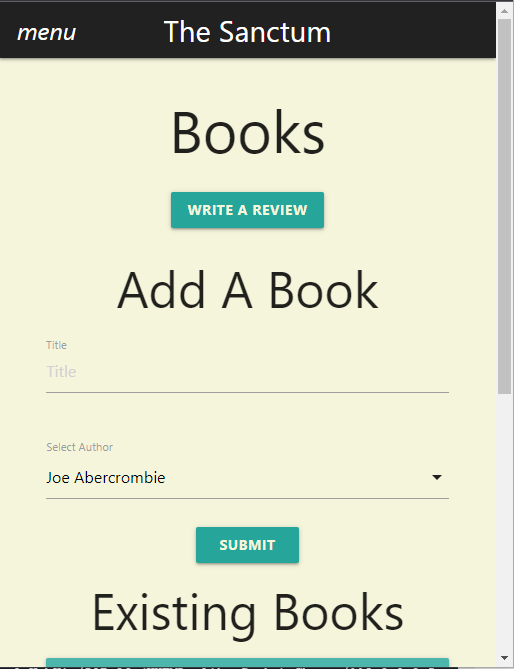 menu The Sanctum
Books
WRITE A REVIEW
Add A Book
Title
Title
Select Author
Joe Abercrombie
SUBMIT
Existing Books